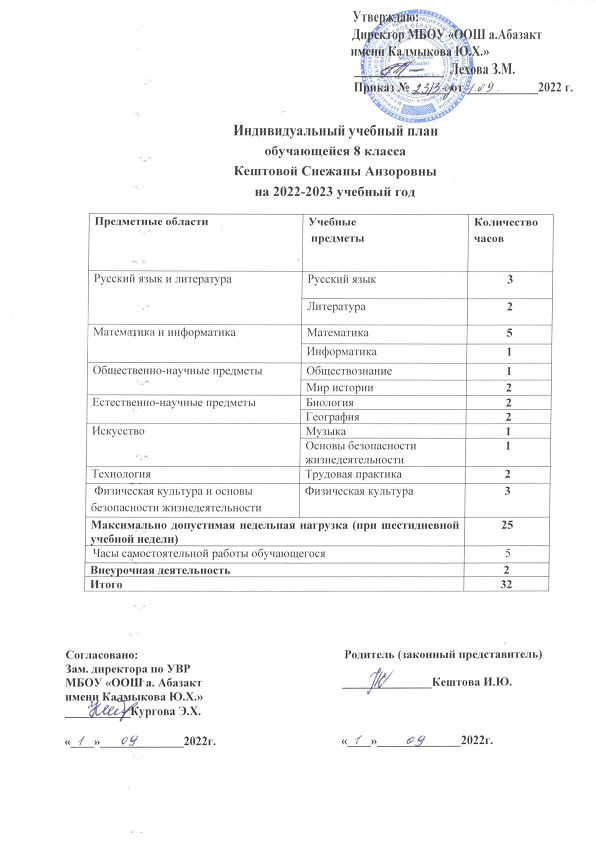 Утверждаю:
Директор МБОУ «ООШ а.Абазакт
имени Калмыкова Ю.Х.»
Лехова З.М.
Приказ № 23/3 от 1.09. 2022 г.
Индивидуальный учебный план
обучающейся 8 класса
Кештовой Снежаны Анзоровны
на 2022-2023 учебный год
Предметные области Учебные Количество
предметы часов
Русский язык и литература Русский язык 3
Литература 2
Математика и информатика Математика 5
Информатика 1
Общественно-научные предметы Обществознание 1
Мир истории 2
Естественно-научные предметы Биология 2
География 2
Искусство Музыка 1
Основы безопасности 1
жизнедеятельности
Технология Трудовая практика 2
Физическая культура и основы Физическая культура 3
безопасности жизнедеятельности
Максимально допустимая недельная нагрузка (при шестидневной 25
учебной недели)
Часы самостоятельной работы обучающегося 5
Внеурочная деятельность 2
Итого 32
Согласовано: Родитель (законный представитель)
Зам. директора по УВР
МБОУ «ООШ а. Абазакт Кештова И.Ю.
имени Калмыкова Ю.Х.»
Кургова Э.Х.
«1» 09 2022г. «1» 09 2022г.